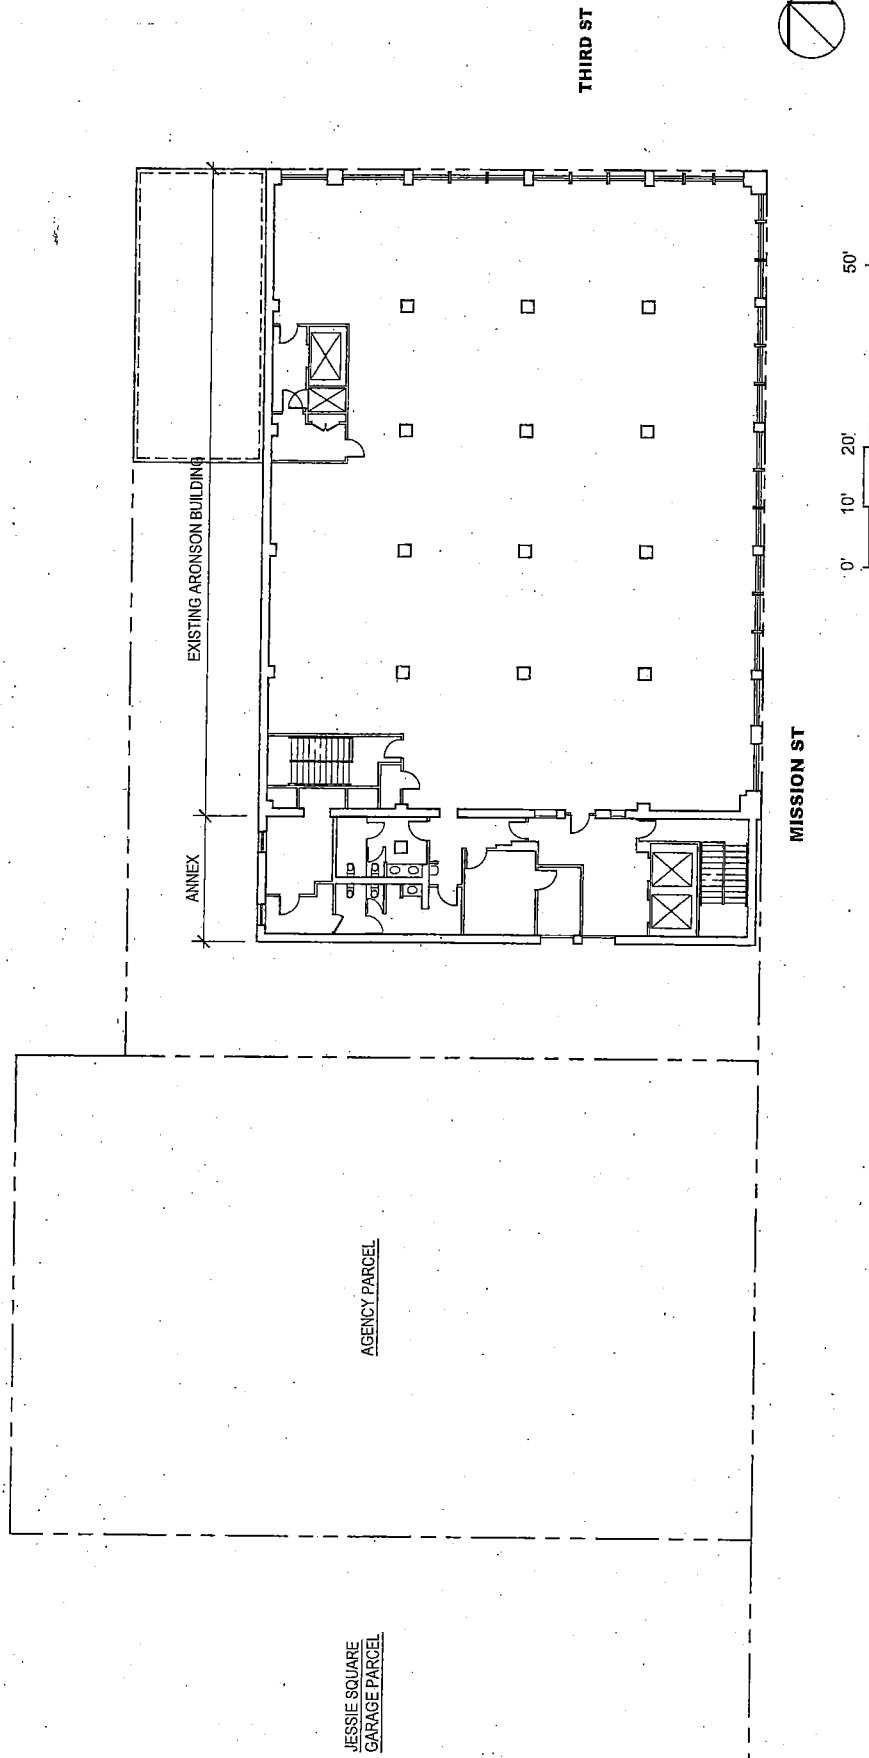 THIRD ST
EXISTING ARONSON BUILDING
ANNEX
MISSION ST
0' 10' 20' 50'
AGENCY PARCEL
JESSIE SQUARE
GARAGE PARCEL